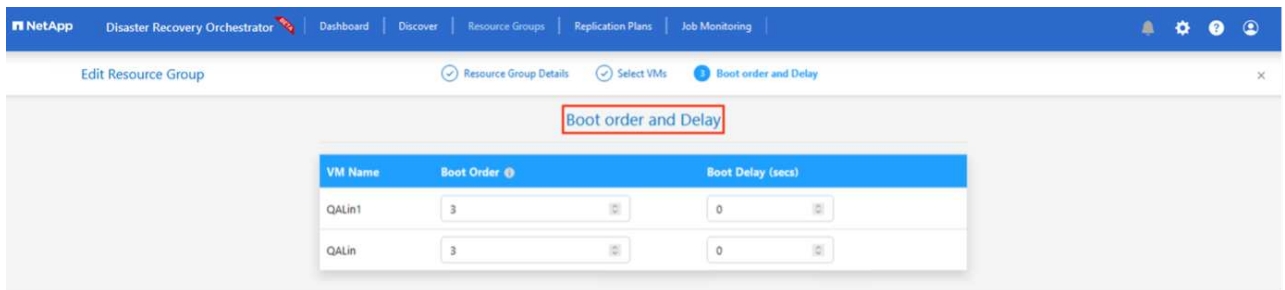 NetApp Disaster Recovery Orchestrator BETA Dashboard Discover Resource Groups Replication Plans Job Monitoring
Edit Resource Group Resource Group Details Select VMs 3 Boot order and Delay
Boot order and Delay
VM Name Boot Order Boot Delay (secs)
QALin1 3 0
QALin 3 0